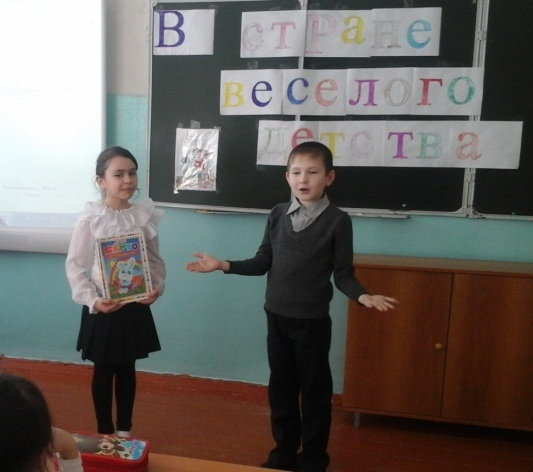 В стране
веселого
детства